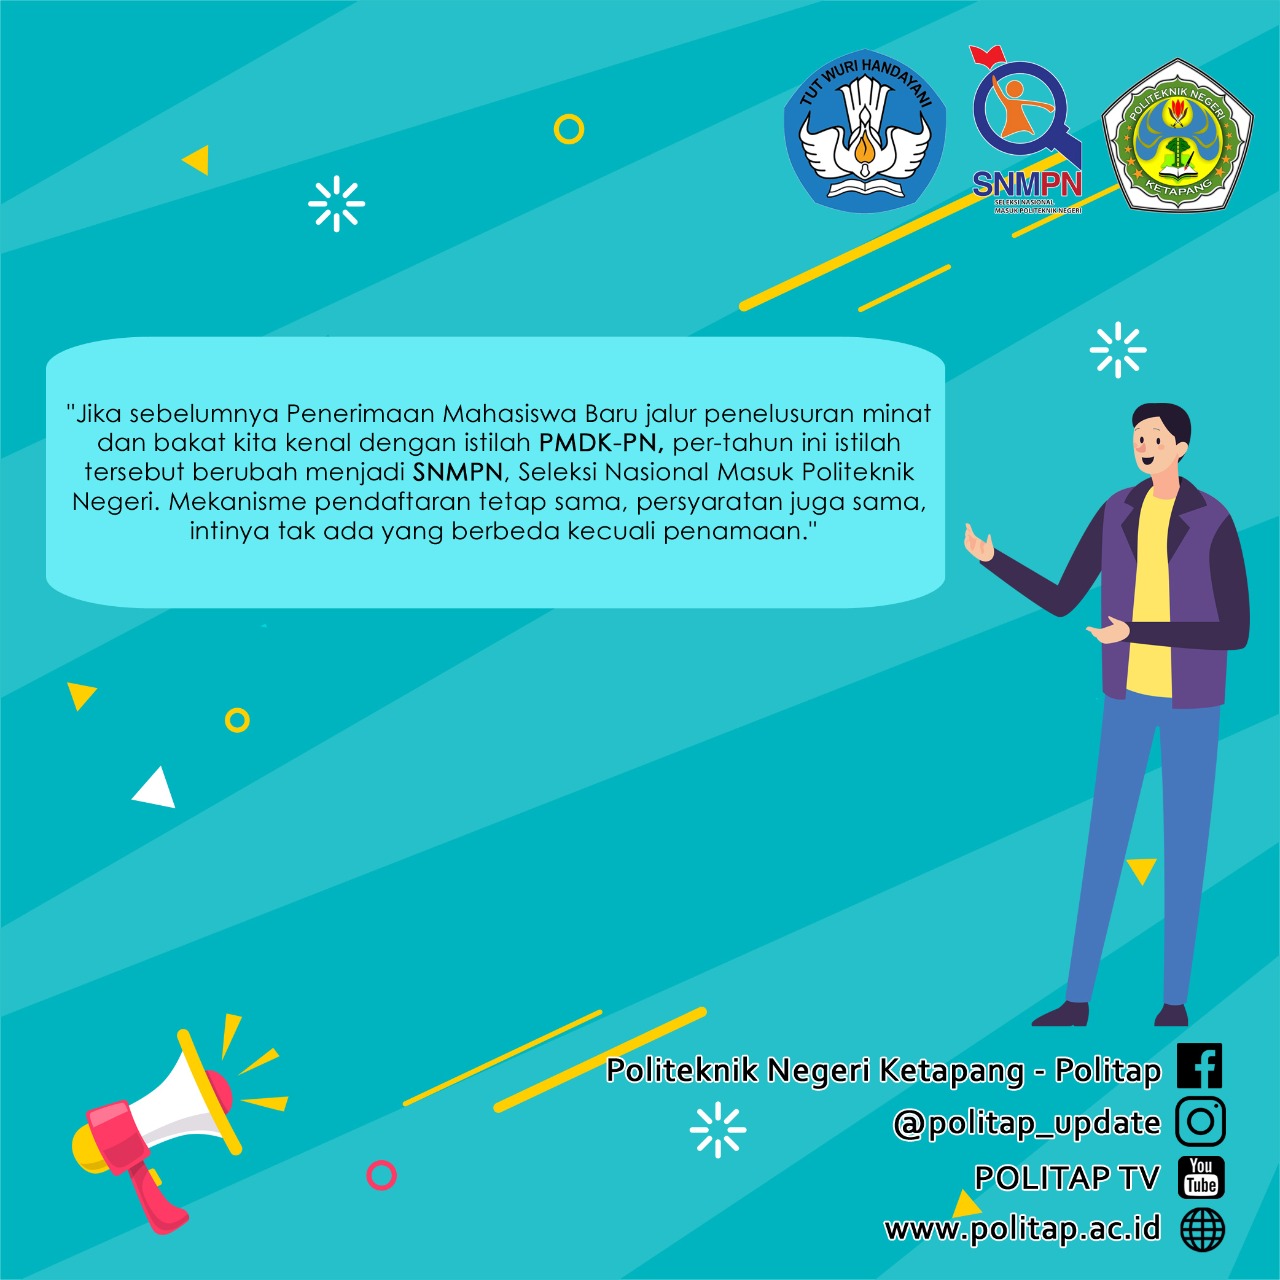 TUT WURI HANDAYANI
SNMPN
SELEKSI NASIONAL
MASUK POLITEKNIK NEGERI
POLITEKNIK NEGERI
KETAPANG
"Jika sebelumnya Penerimaan Mahasiswa Baru jalur penelusuran minat
dan bakat kita kenal dengan istilah PMDK-PN, per-tahun ini istilah
tersebut berubah menjadi SNMPN, Seleksi Nasional Masuk Politeknik
Negeri. Mekanisme pendaftaran tetap sama, persyaratan juga sama,
intinya tak ada yang berbeda kecuali penamaan."
Politeknik Negeri Ketapang - Politap
@politap_update
POLITAP TV
You
Tube
www.politap.ac.id